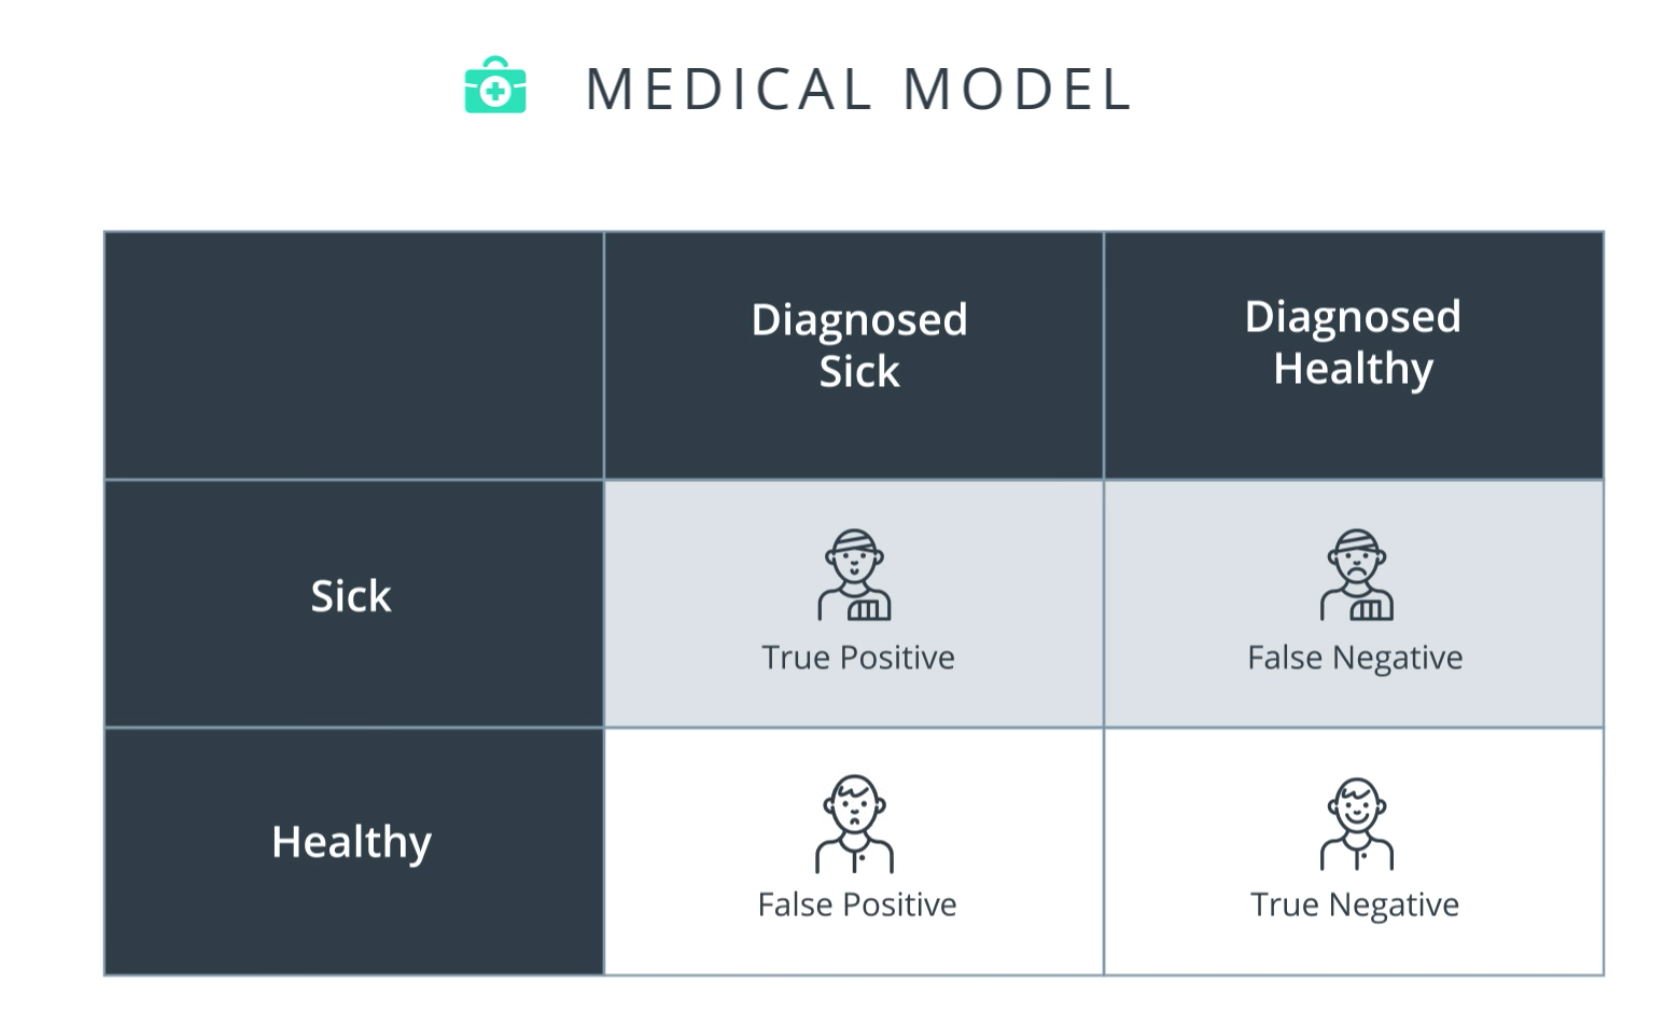 MEDICAL MODEL
Diagnosed
Sick
Diagnosed
Healthy
Sick
True Positive
False Negative
Healthy
False Positive
True Negative